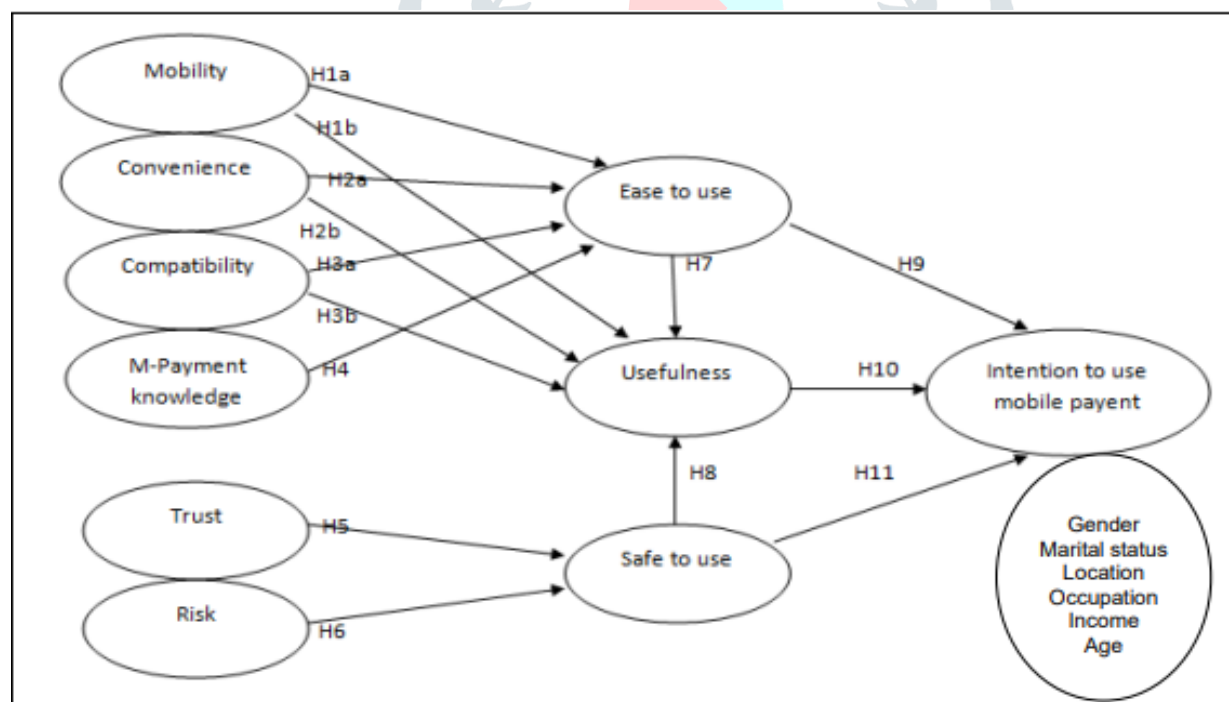 Mobility
H1a
H1b
Convenience
H2a
Ease to use
H2b
Compatibility
H3a
H7
H9
H3b
M-Payment
knowledge
H4
Usefulness
H10
Intention to use
mobile payent
H8
H11
Trust
H5
Safe to use
Risk
H6
Gender
Marital status
Location
Occupation
Income
Age